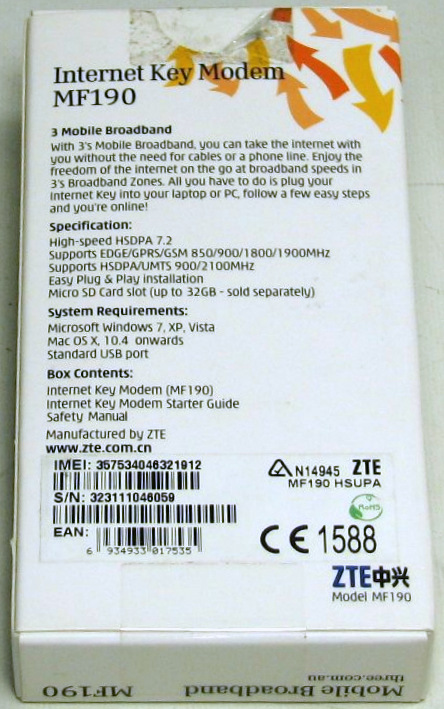 Internet Key Modem
MF190
3 Mobile Broadband
With 3's Mobile Broadband, you can take the internet with
you without the need for cables or a phone line. Enjoy the
freedom of the internet on the go at broadband speeds in
3's Broadband Zones. All you have to do is plug your
Internet Key into your laptop or PC, follow a few easy steps
and you're online!
Specification:
High-speed HSDPA 7.2
Supports EDGE/GPRS/GSM 850/900/1800/1900MHz
Supports HSDPA/UMTS 900/2100MHz
Easy Plug & Play installation
Micro SD Card slot (up to 32GB - sold separately)
System Requirements:
Microsoft Windows 7, XP, Vista
Mac OS X, 10.4 onwards
Standard USB port
Box Contents:
Internet Key Modem (MF190)
Internet Key Modem Starter Guide
Safety Manual
Manufactured by ZTE
www.zte.com.cn
IMEI: 357534046321912
S/N: 323111046059
EAN:
6 934933 017535
N14945 ZTE
MF190 HSUPA
RoHS
CE 1588
ZTE中兴
Model MF190
three.com.au
Mobile Broadband MF190